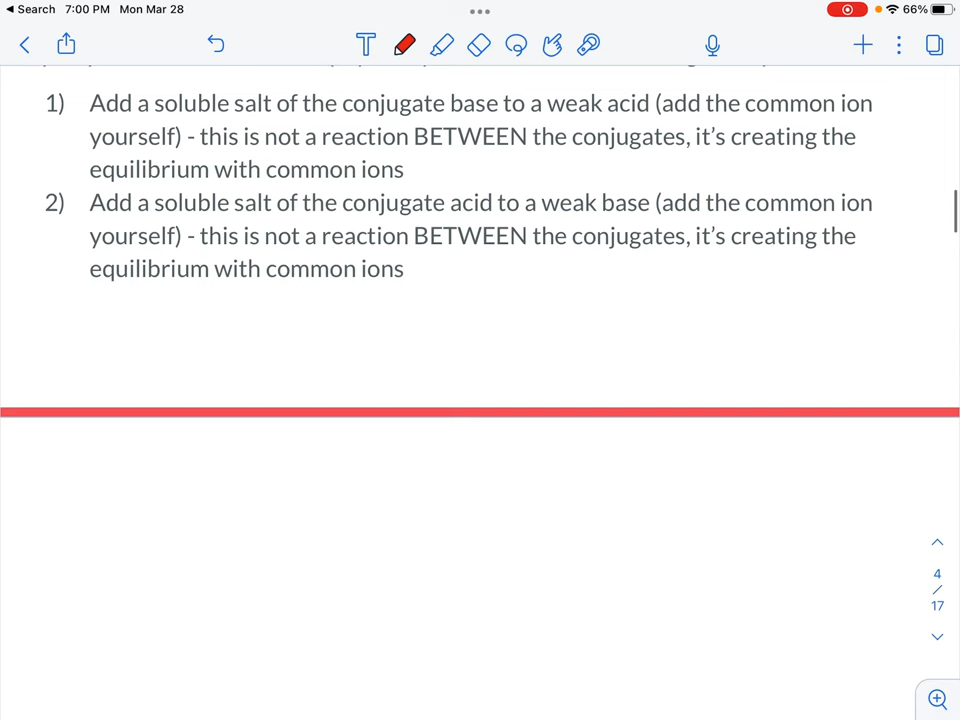 Search 7:00 PM Mon Mar 28 66%
T
1) Add a soluble salt of the conjugate base to a weak acid (add the common ion
yourself) - this is not a reaction BETWEEN the conjugates, it's creating the
equilibrium with common ions
2) Add a soluble salt of the conjugate acid to a weak base (add the common ion
yourself) - this is not a reaction BETWEEN the conjugates, it's creating the
equilibrium with common ions
4
/
17